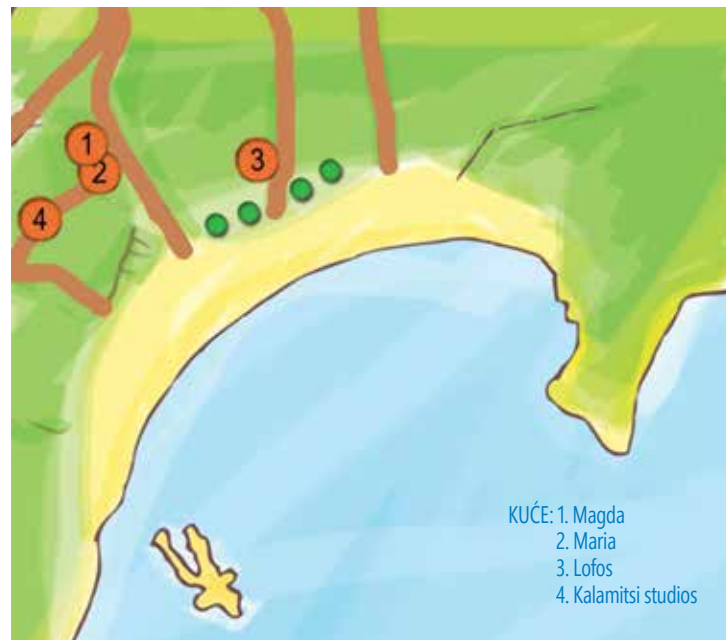 1
2
3
4
KUĆE: 1. Magda
2. Maria
3. Lofos
4. Kalamitsi studios